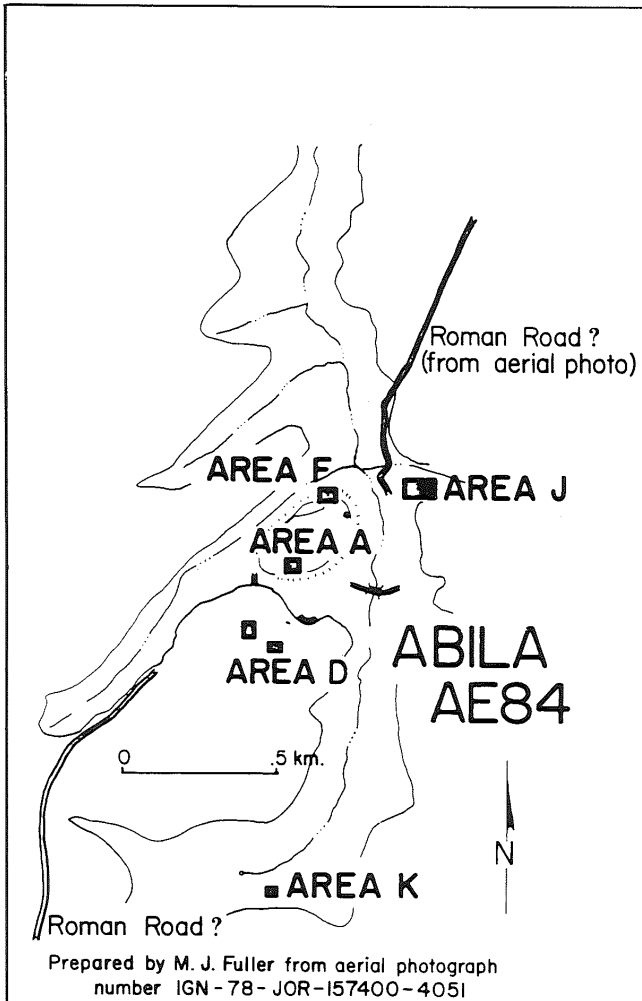 Roman Road ?
(from aerial photo)
AREA E
AREA J
AREA A
ABILA
AE84
AREA D
0 .5 km.
N
AREA K
Roman Road ?
Prepared by M. J. Fuller from aerial photograph
number IGN-78-JOR-157400-4051